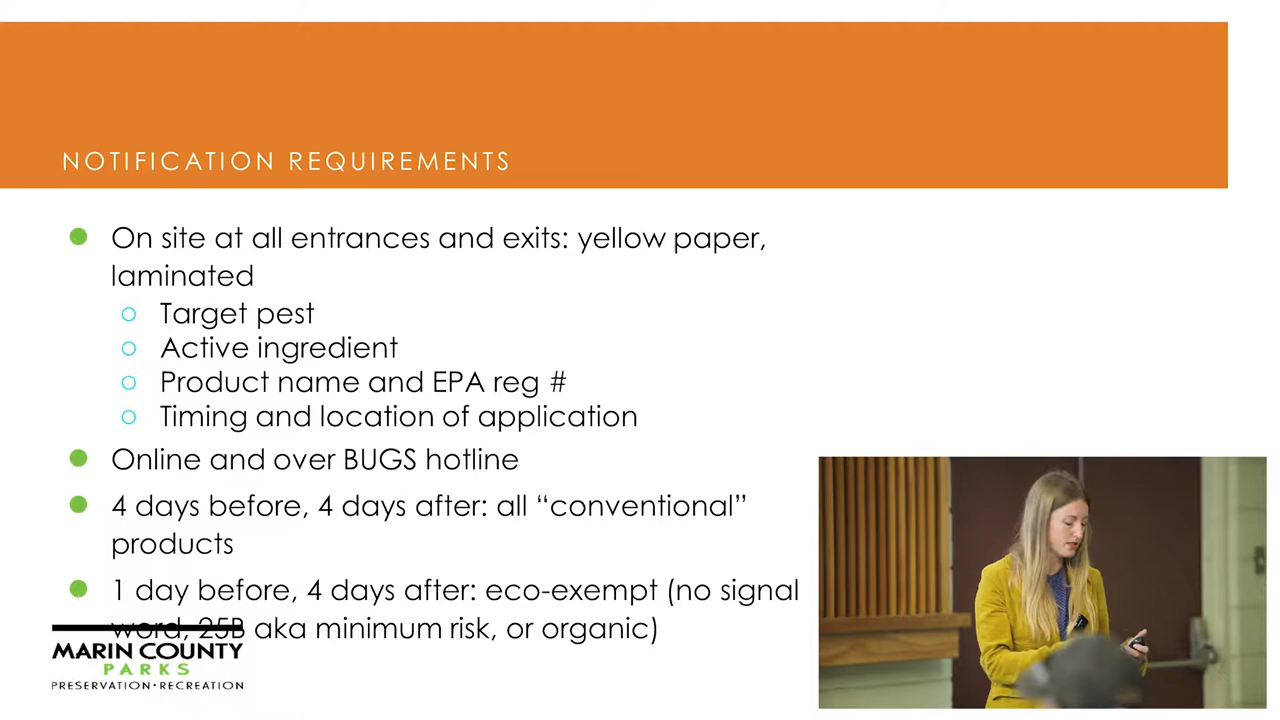 NOTIFICATION REQUIREMENTS
On site at all entrances and exits: yellow paper,
laminated
Target pest
Active ingredient
Product name and EPA reg #
Timing and location of application
Online and over BUGS hotline
4 days before, 4 days after: all “conventional”
products
1 day before, 4 days after: eco-exempt (no signal
word, 25B aka minimum risk, or organic)
MARIN COUNTY
PARKS
PRESERVATION·RECREATION